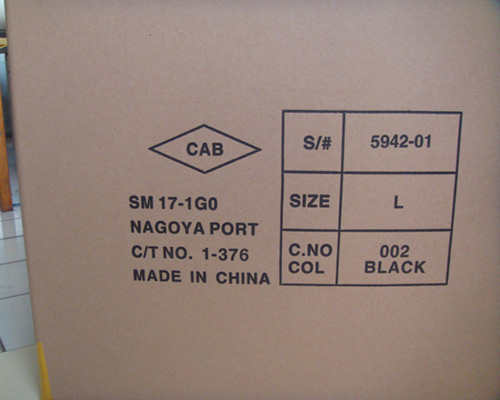 CAB
SM 17-1G0
NAGOYA PORT
C/T NO. 1-376
MADE IN CHINA
S/# 5942-01
SIZE L
C.NO 002
COL BLACK